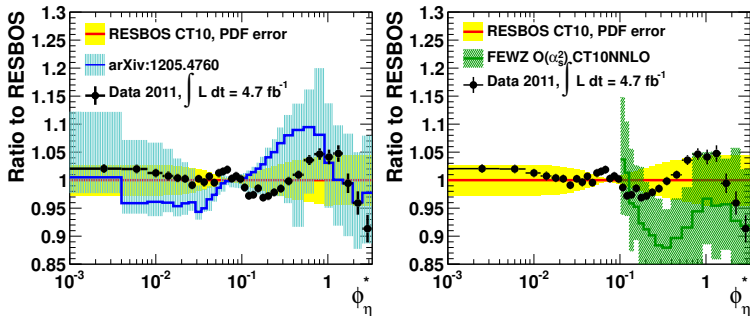 Ratio to RESBOS
1.3
1.25
1.2
1.15
1.1
1.05
1
0.95
0.9
0.85
RESBOS CT10, PDF error
arXiv:1205.4760
Data 2011, ∫ L dt = 4.7 fb⁻¹
10⁻³ 10⁻² 10⁻¹ 1
ϕ*η
Ratio to RESBOS
1.3
1.25
1.2
1.15
1.1
1.05
1
0.95
0.9
0.85
RESBOS CT10, PDF error
FEWZ O(αs²) CT10NNLO
Data 2011, ∫ L dt = 4.7 fb⁻¹
10⁻³ 10⁻² 10⁻¹ 1
ϕ*η